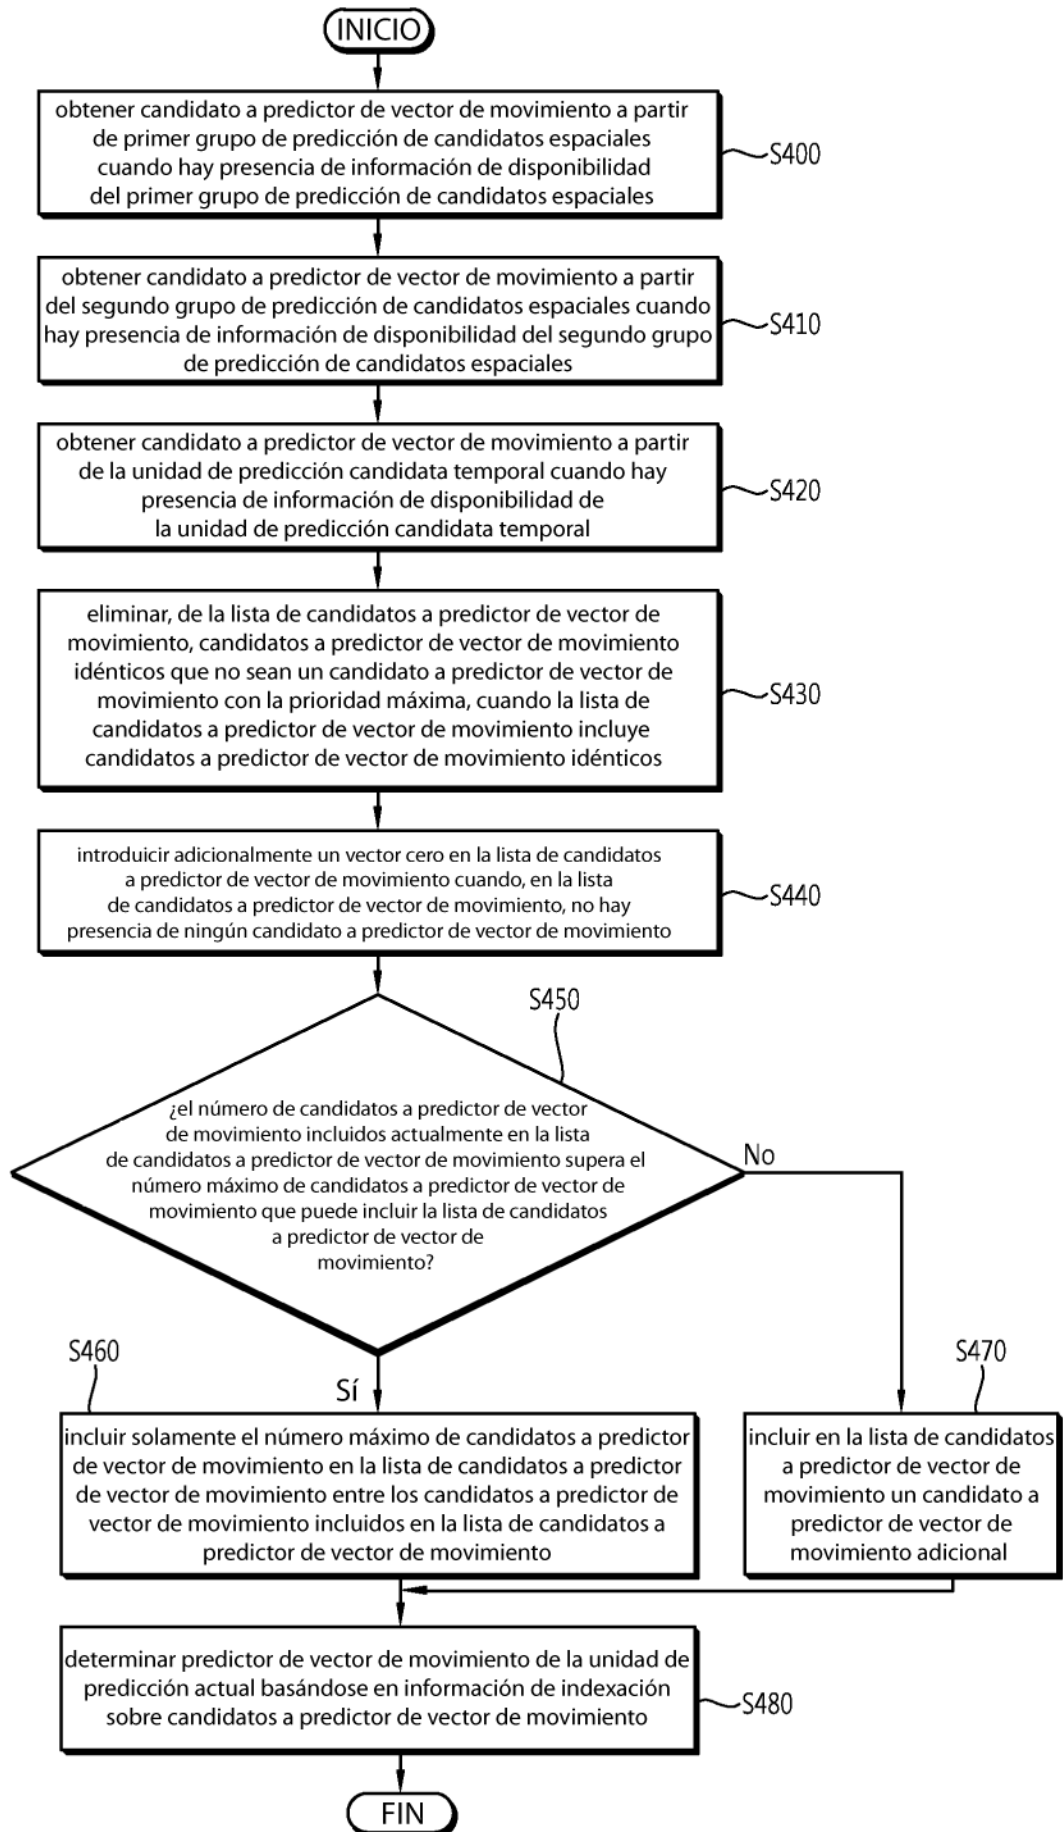 INICIO
obtener candidato a predictor de vector de movimiento a partir
de primer grupo de predicción de candidatos espaciales
cuando hay presencia de información de disponibilidad
del primer grupo de predicción de candidatos espaciales
S400
obtener candidato a predictor de vector de movimiento a partir
del segundo grupo de predicción de candidatos espaciales cuando
hay presencia de información de disponibilidad del segundo grupo
de predicción de candidatos espaciales
S410
obtener candidato a predictor de vector de movimiento a partir
de la unidad de predicción candidata temporal cuando hay
presencia de información de disponibilidad de
la unidad de predicción candidata temporal
S420
eliminar, de la lista de candidatos a predictor de vector de
movimiento, candidatos a predictor de vector de movimiento
idénticos que no sean un candidato a predictor de vector de
movimiento con la prioridad máxima, cuando la lista de
candidatos a predictor de vector de movimiento incluye
candidatos a predictor de vector de movimiento idénticos
S430
introduicir adicionalmente un vector cero en la lista de candidatos
a predictor de vector de movimiento cuando, en la lista
de candidatos a predictor de vector de movimiento, no hay
presencia de ningún candidato a predictor de vector de movimiento
S440
S450
¿el número de candidatos a predictor de vector
de movimiento incluidos actualmente en la lista
de candidatos a predictor de vector de movimiento supera el
número máximo de candidatos a predictor de vector de
movimiento que puede incluir la lista de candidatos
a predictor de vector de
movimiento?
No
Sí
S460
incluir solamente el número máximo de candidatos a predictor
de vector de movimiento en la lista de candidatos a predictor
de vector de movimiento entre los candidatos a predictor de
vector de movimiento incluidos en la lista de candidatos a
predictor de vector de movimiento
S470
incluir en la lista de candidatos
a predictor de vector de
movimiento un candidato a
predictor de vector de
movimiento adicional
determinar predictor de vector de movimiento de la unidad de
predicción actual basándose en información de indexación
sobre candidatos a predictor de vector de movimiento
S480
FIN